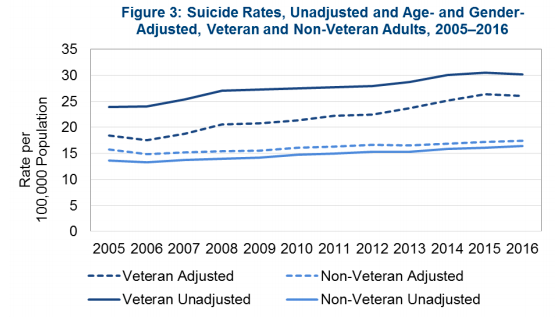 Figure 3: Suicide Rates, Unadjusted and Age- and Gender-
Adjusted, Veteran and Non-Veteran Adults, 2005–2016
35
30
25
20
15
10
5
0
Rate per
100,000 Population
2005 2006 2007 2008 2009 2010 2011 2012 2013 2014 2015 2016
Veteran Adjusted Non-Veteran Adjusted
Veteran Unadjusted Non-Veteran Unadjusted